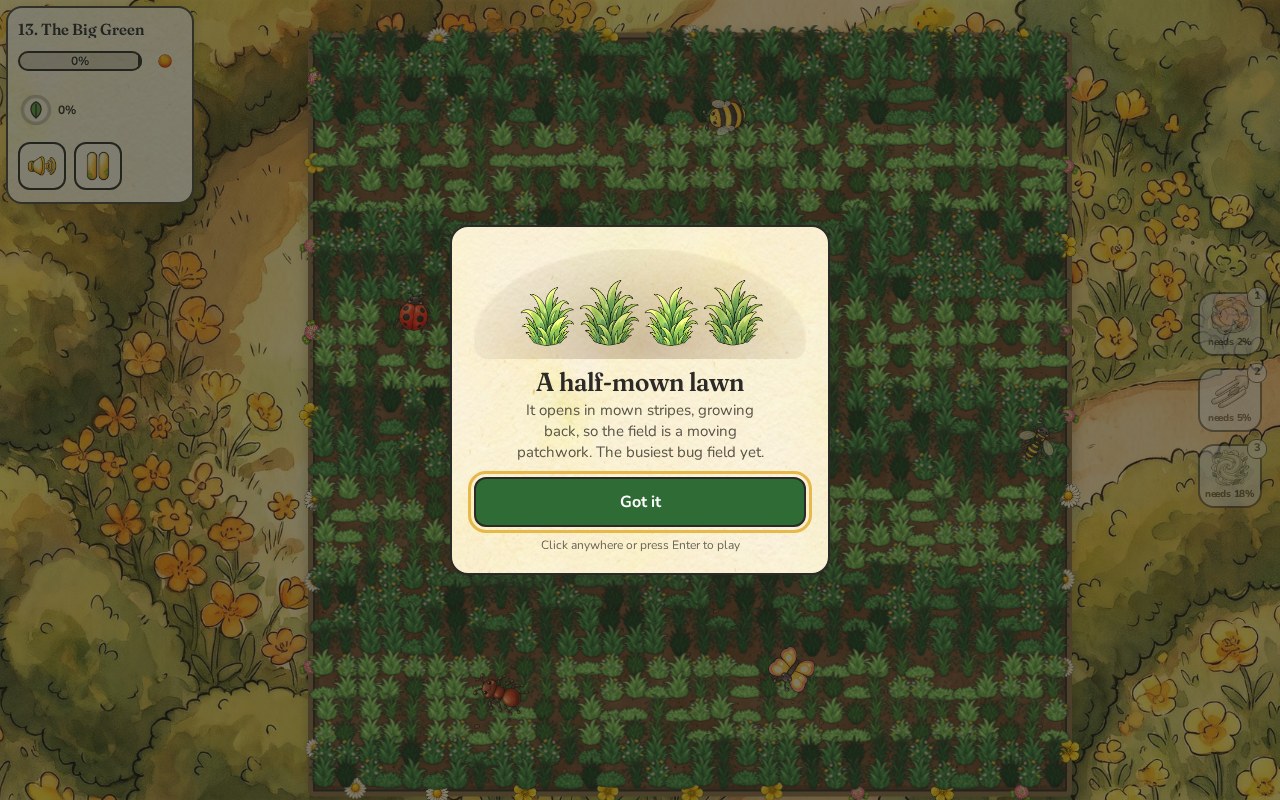 13. The Big Green
0%
0%
A half-mown lawn
It opens in mown stripes, growing
back, so the field is a moving
patchwork. The busiest bug field yet.
Got it
Click anywhere or press Enter to play
1
needs 2%
2
needs 5%
3
needs 18%